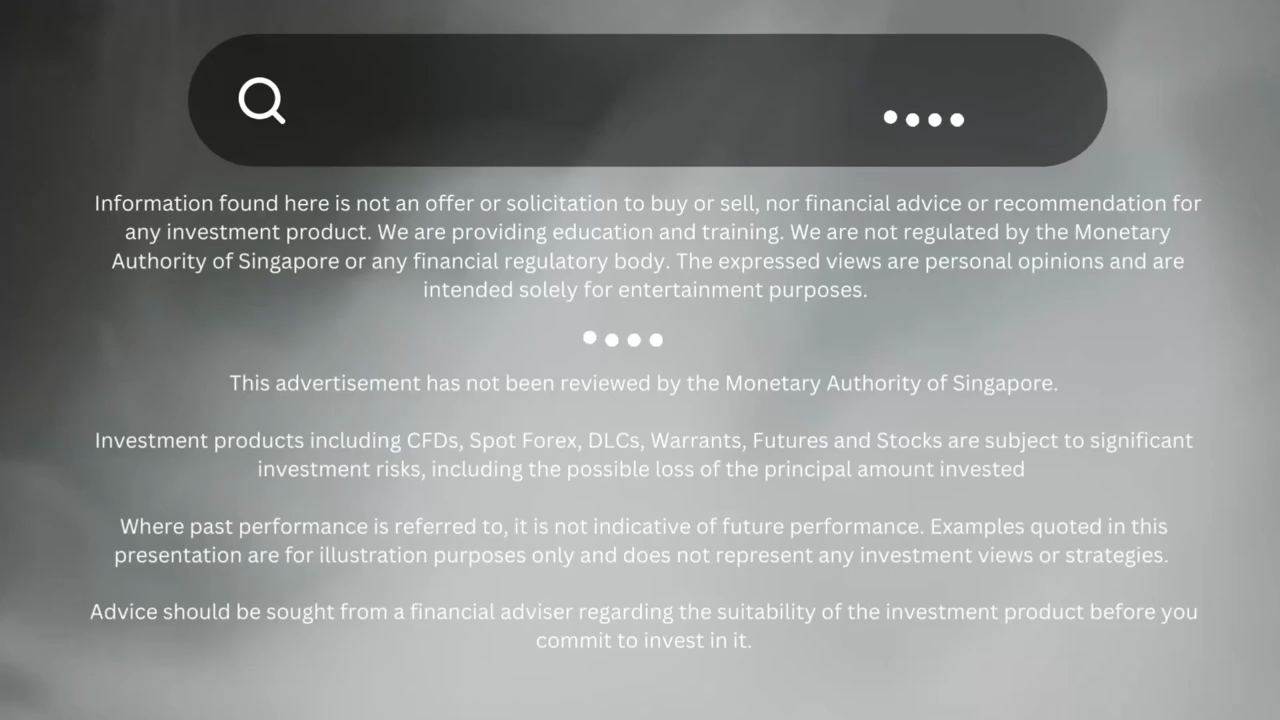 Information found here is not an offer or solicitation to buy or sell, nor financial advice or recommendation for
any investment product. We are providing education and training. We are not regulated by the Monetary
Authority of Singapore or any financial regulatory body. The expressed views are personal opinions and are
intended solely for entertainment purposes.
This advertisement has not been reviewed by the Monetary Authority of Singapore.
Investment products including CFDs, Spot Forex, DLCs, Warrants, Futures and Stocks are subject to significant
investment risks, including the possible loss of the principal amount invested
Where past performance is referred to, it is not indicative of future performance. Examples quoted in this
presentation are for illustration purposes only and does not represent any investment views or strategies.
Advice should be sought from a financial adviser regarding the suitability of the investment product before you
commit to invest in it.